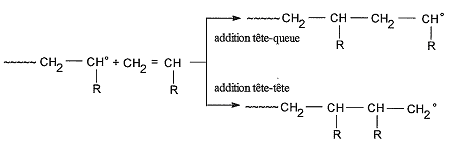 ~~~~~CH2 — CH — CH2 — CH°
R R
addition tête-queue
~~~~~CH2 — CH° + CH2 = CH
R R
addition tête-tête
~~~~~CH2 — CH — CH — CH2°
R R